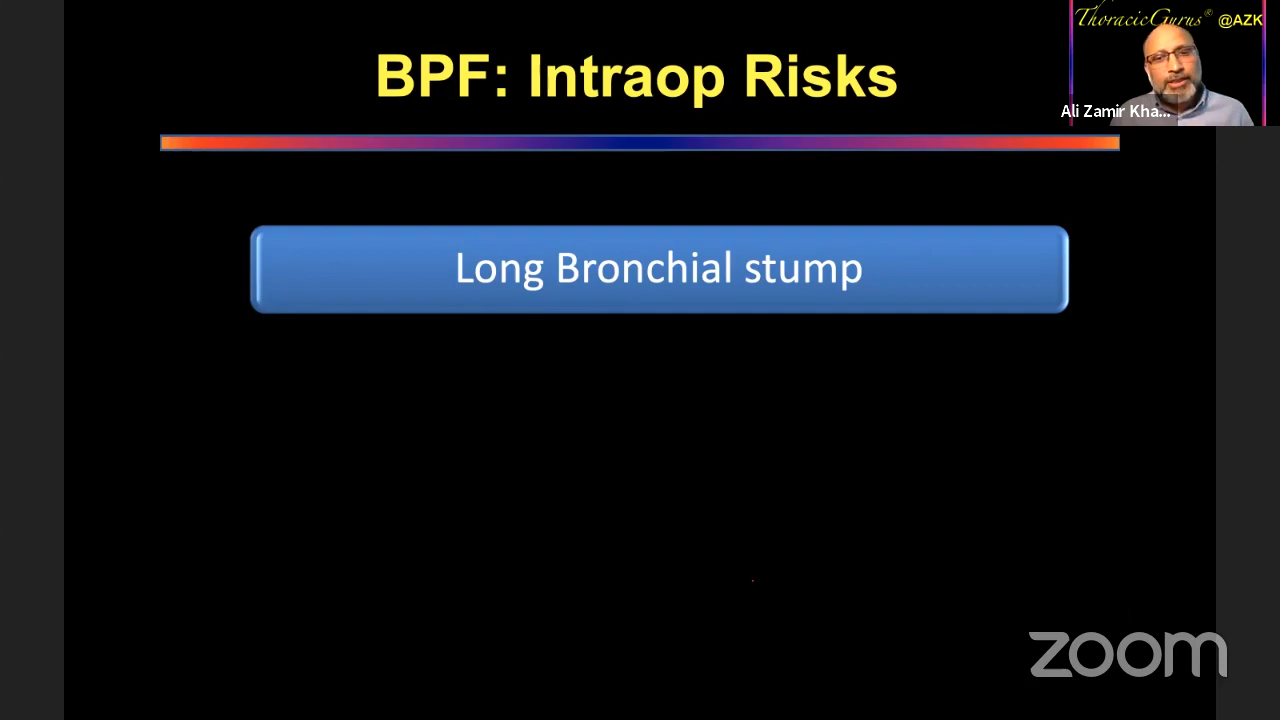 ThoracicGurus® @AZK
BPF: Intraop Risks
Ali Zamir Kha...
Long Bronchial stump
zoom